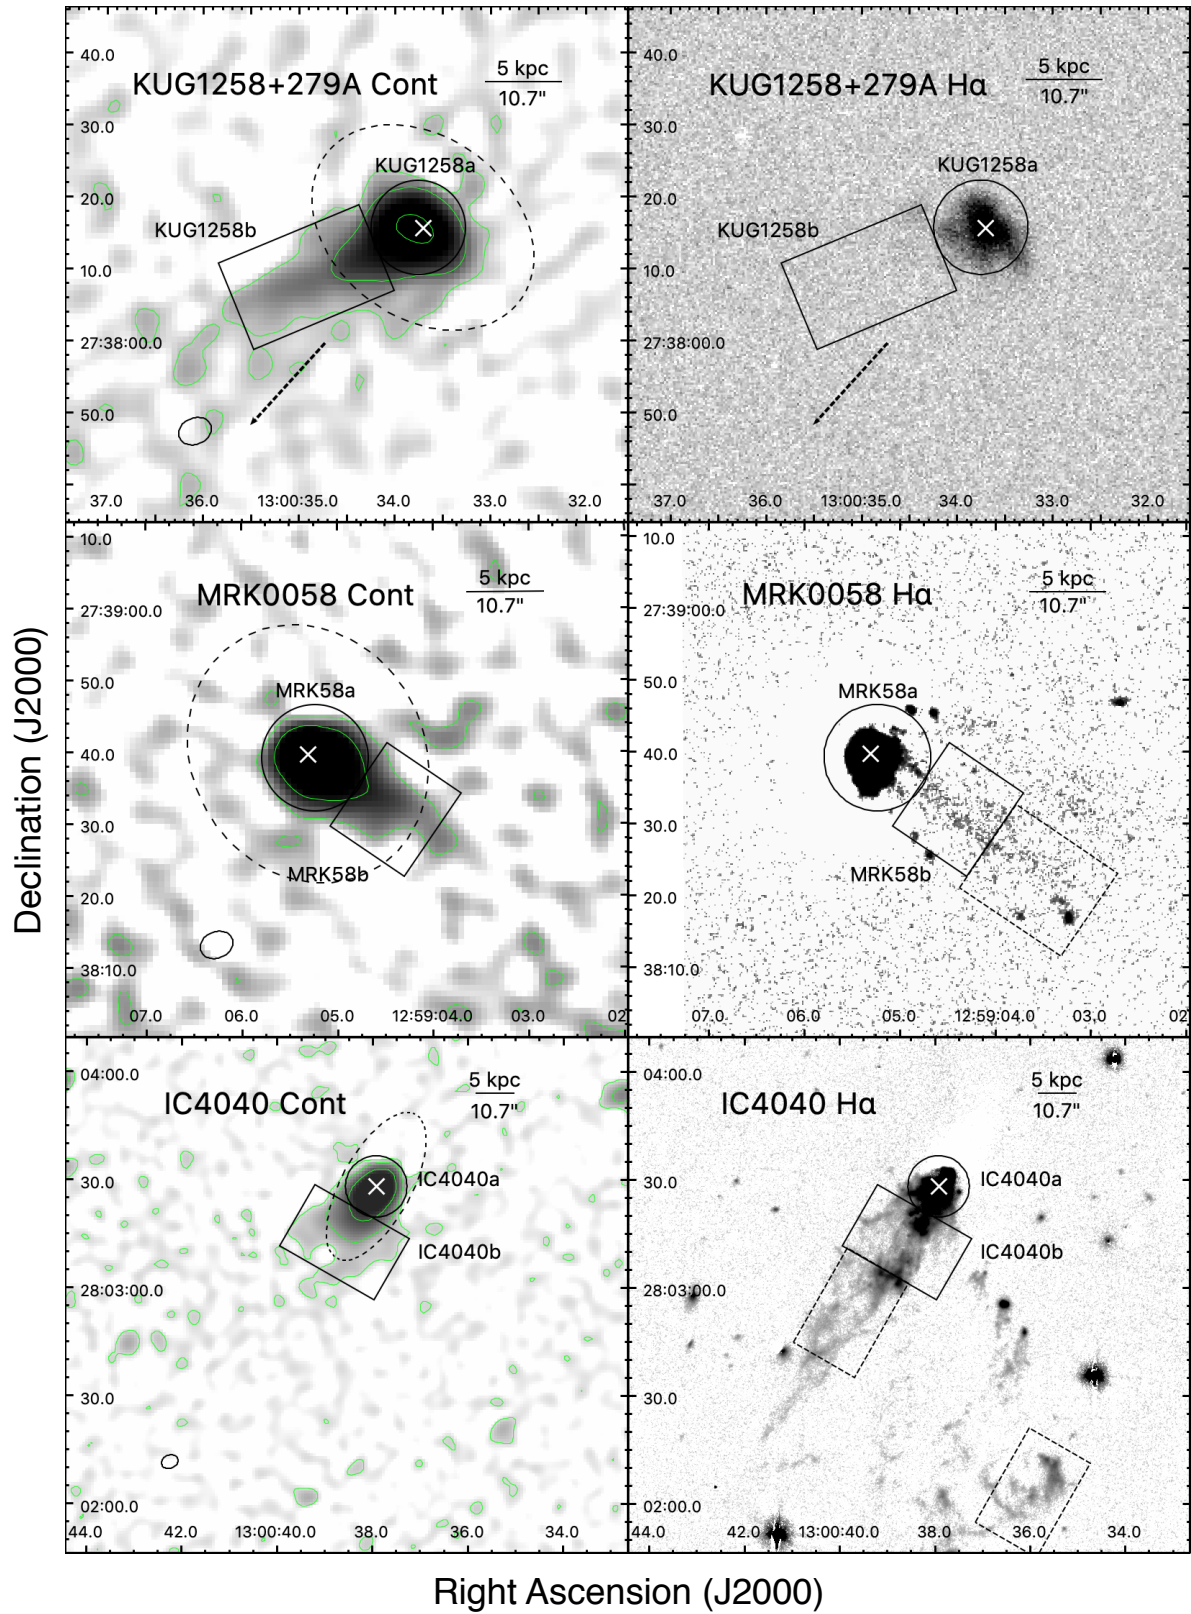 KUG1258+279A Cont
5 kpc
10.7"
KUG1258a
KUG1258b
40.0
30.0
20.0
10.0
27:38:00.0
50.0
37.0 36.0 13:00:35.0 34.0 33.0 32.0
KUG1258+279A Hα
5 kpc
10.7"
KUG1258a
KUG1258b
40.0
30.0
20.0
10.0
27:38:00.0
50.0
37.0 36.0 13:00:35.0 34.0 33.0 32.0
MRK0058 Cont
5 kpc
10.7"
MRK58a
MRK58b
10.0
27:39:00.0
50.0
40.0
30.0
20.0
38:10.0
07.0 06.0 05.0 12:59:04.0 03.0 02
MRK0058 Hα
5 kpc
10.7"
MRK58a
MRK58b
10.0
27:39:00.0
50.0
40.0
30.0
20.0
38:10.0
07.0 06.0 05.0 12:59:04.0 03.0 02
IC4040 Cont
5 kpc
10.7"
IC4040a
IC4040b
04:00.0
30.0
28:03:00.0
30.0
02:00.0
44.0 42.0 13:00:40.0 38.0 36.0 34.0
IC4040 Hα
5 kpc
10.7"
IC4040a
IC4040b
04:00.0
30.0
28:03:00.0
30.0
02:00.0
44.0 42.0 13:00:40.0 38.0 36.0 34.0
Declination (J2000)
Right Ascension (J2000)